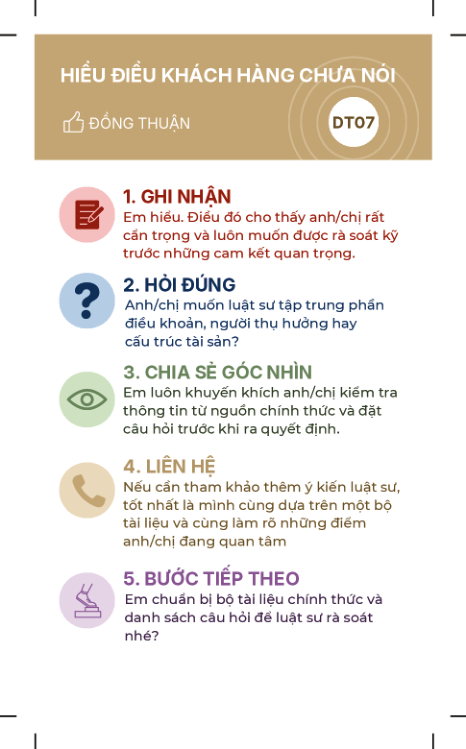 HIỂU ĐIỀU KHÁCH HÀNG CHƯA NÓI
ĐỒNG THUẬN
DT07
1. GHI NHẬN
Em hiểu. Điều đó cho thấy anh/chị rất
cẩn trọng và luôn muốn được rà soát kỹ
trước những cam kết quan trọng.
2. HỎI ĐÚNG
Anh/chị muốn luật sư tập trung phần
điều khoản, người thụ hưởng hay
cấu trúc tài sản?
3. CHIA SẺ GÓC NHÌN
Em luôn khuyến khích anh/chị kiểm tra
thông tin từ nguồn chính thức và đặt
câu hỏi trước khi ra quyết định.
4. LIÊN HỆ
Nếu cần tham khảo thêm ý kiến luật sư,
tốt nhất là mình cùng dựa trên một bộ
tài liệu và cùng làm rõ những điểm
anh/chị đang quan tâm
5. BƯỚC TIẾP THEO
Em chuẩn bị bộ tài liệu chính thức và
danh sách câu hỏi để luật sư rà soát
nhé?